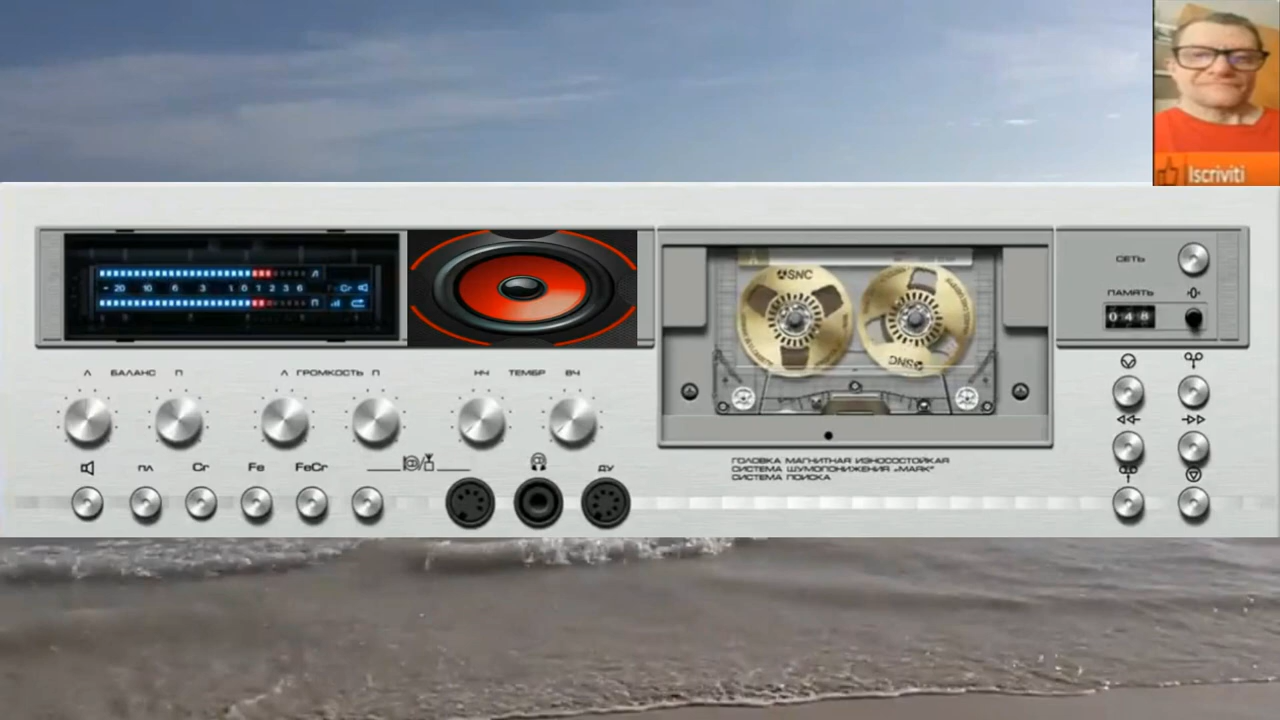 Iscriviti
- 20 10 6 3 1 0 1 2 3 6
Cr
SNC
SNC
СЕТЬ
ПАМЯТЬ
048
Л БАЛАНС П
Л ГРОМКОСТЬ П
НЧ ТЕМБР ВЧ
ПЛ Cr Fe FeCr
ДУ
ГОЛОВКА МАГНИТНАЯ ИЗНОСОСТОЙКАЯ
СИСТЕМА ШУМОПОНИЖЕНИЯ „МАЯК"
СИСТЕМА ПОИСКА